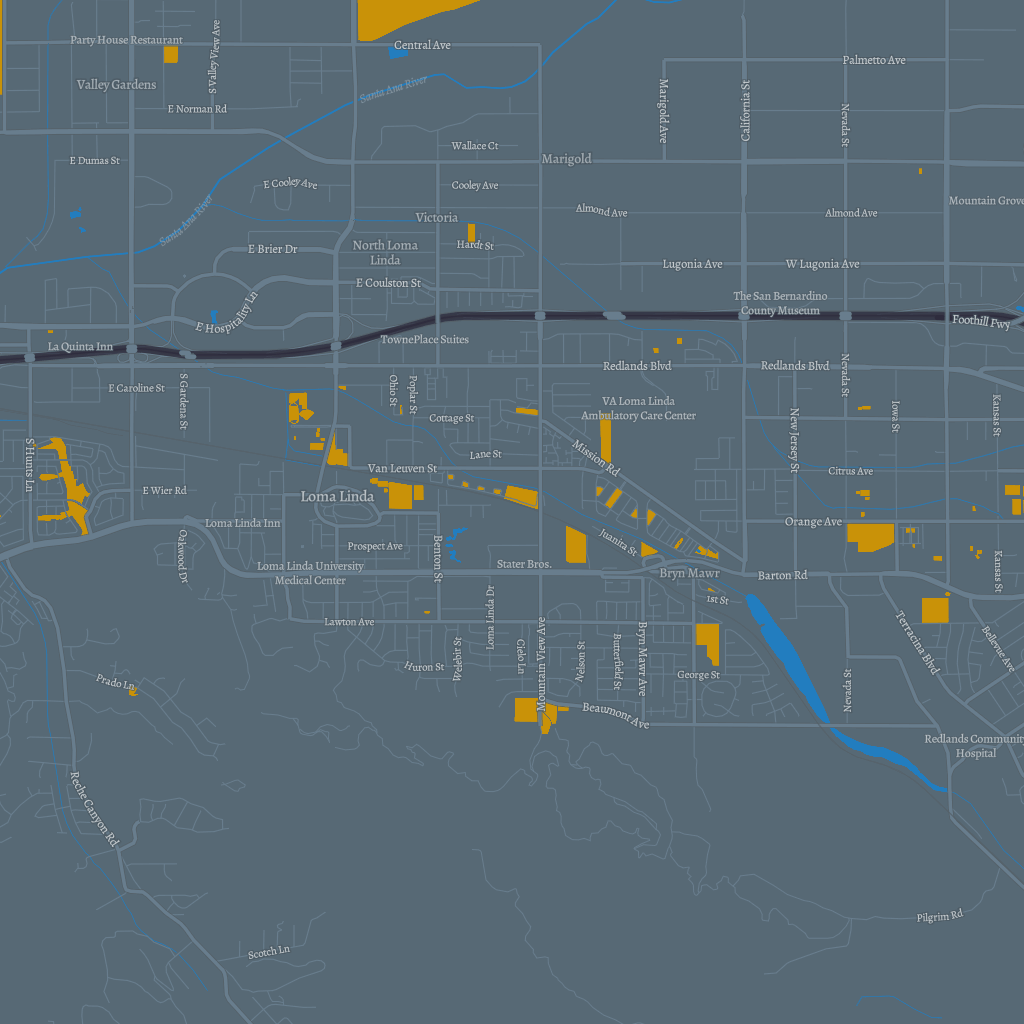 Party House Restaurant
S Valley View Ave
Central Ave
Palmetto Ave
Valley Gardens
Santa Ana River
E Norman Rd
Marigold Ave
California St
Nevada St
Wallace Ct
E Dumas St
Marigold
E Cooley Ave
Cooley Ave
Mountain Grove
Santa Ana River
Victoria
Almond Ave
Almond Ave
E Brier Dr
North Loma
Linda
Hardt St
Lugonia Ave
W Lugonia Ave
E Coulston St
E Hospitality Ln
The San Bernardino
County Museum
Foothill Fwy
La Quinta Inn
TownePlace Suites
Redlands Blvd
Redlands Blvd
E Caroline St
S Gardena St
Ohio St
Poplar St
Nevada St
Cottage St
VA Loma Linda
Ambulatory Care Center
New Jersey St
Iowa St
Kansas St
S Hunts Ln
Lane St
Mission Rd
Van Leuven St
Citrus Ave
E Wier Rd
Loma Linda
Loma Linda Inn
Orange Ave
Oakwood Dr
Prospect Ave
Benton St
Juanita St
Kansas St
Loma Linda University
Medical Center
Stater Bros.
Bryn Mawr
Barton Rd
1st St
Loma Linda Dr
Lawton Ave
Mountain View Ave
Bryn Mawr Ave
Terracina Blvd
Bellevue Ave
Welebir St
Cielo Ln
Nelson St
Butterfield St
Huron St
George St
Nevada St
Prado Ln
Beaumont Ave
Redlands Community
Hospital
Reche Canyon Rd
Pilgrim Rd
Scotch Ln